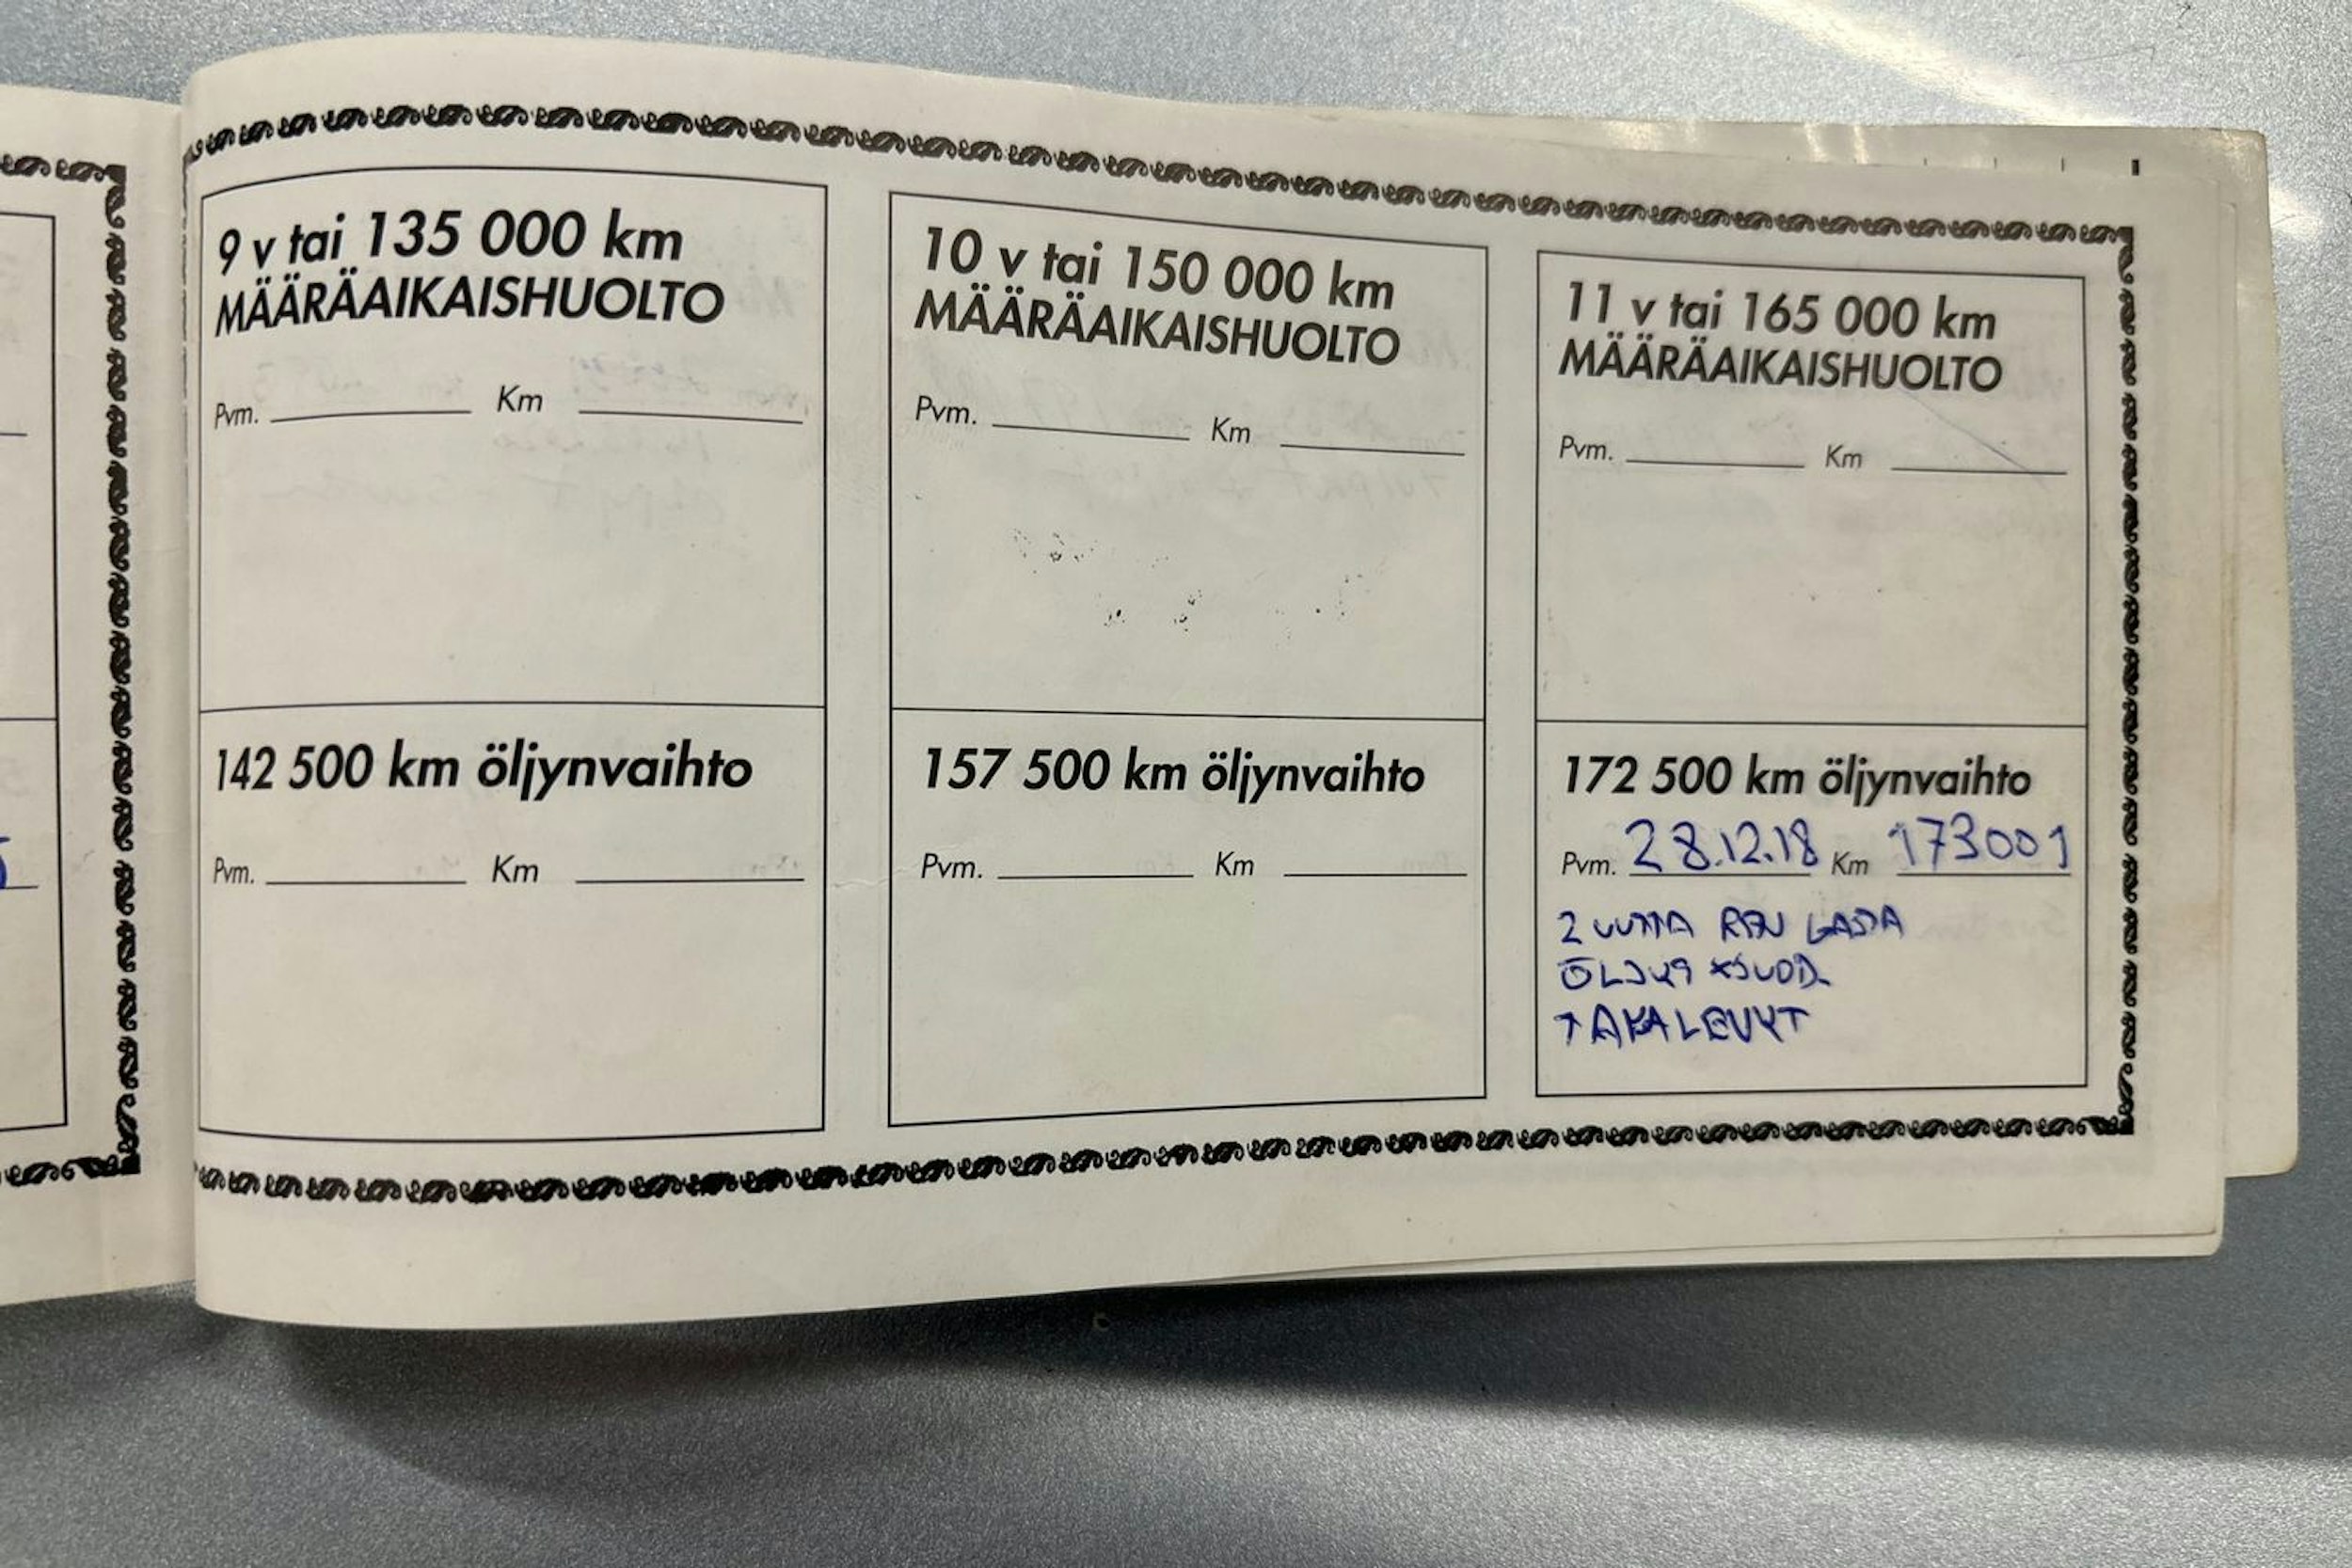 9 v tai 135 000 km
MÄÄRÄAIKAISHUOLTO
Pvm. Km
142 500 km öljynvaihto
Pvm. Km
10 v tai 150 000 km
MÄÄRÄAIKAISHUOLTO
Pvm. Km
157 500 km öljynvaihto
Pvm. Km
11 v tai 165 000 km
MÄÄRÄAIKAISHUOLTO
Pvm. Km
172 500 km öljynvaihto
Pvm. 28.12.18 Km 173001
2 UUTTA
ÖLJYT +SUOD.
TAKALEVYT